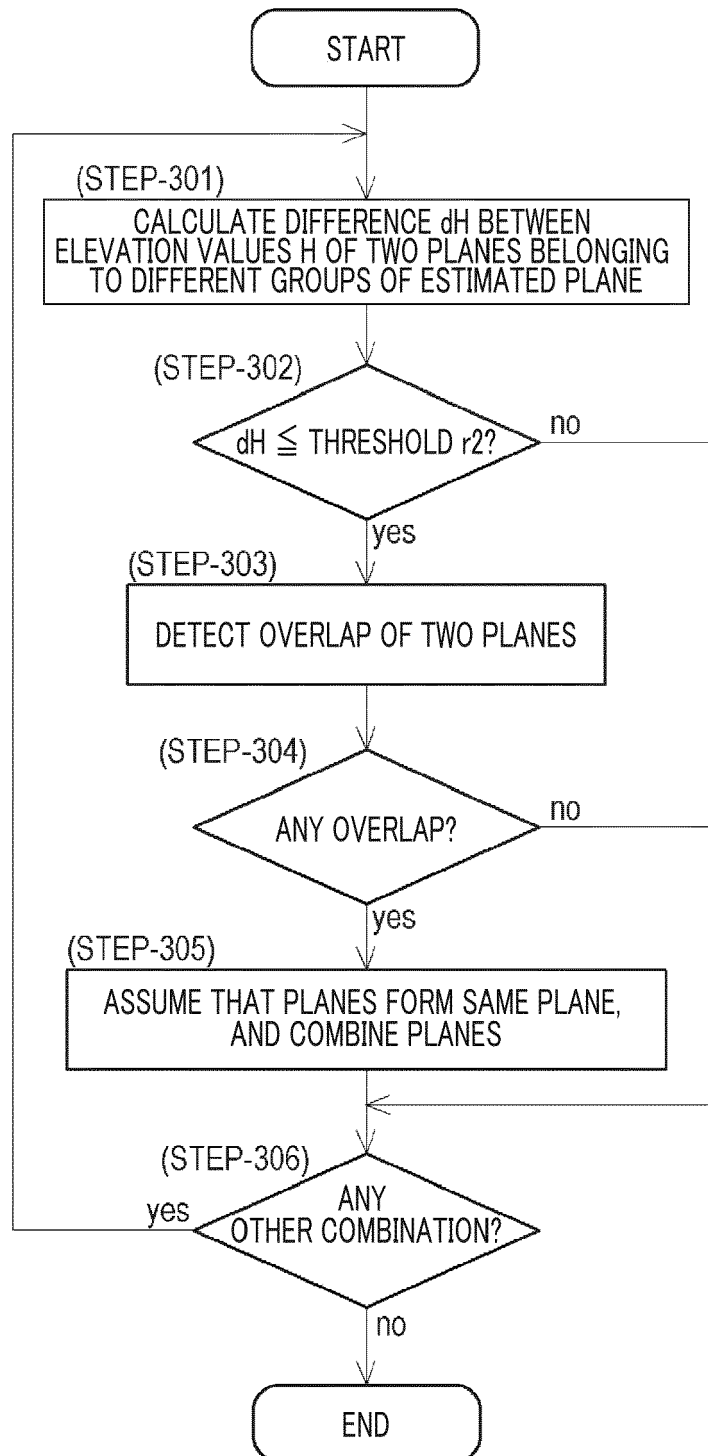 START
(STEP-301)
CALCULATE DIFFERENCE dH BETWEEN
ELEVATION VALUES H OF TWO PLANES BELONGING
TO DIFFERENT GROUPS OF ESTIMATED PLANE
(STEP-302)
dH ≦ THRESHOLD r2?
no
yes
(STEP-303)
DETECT OVERLAP OF TWO PLANES
(STEP-304)
ANY OVERLAP?
no
yes
(STEP-305)
ASSUME THAT PLANES FORM SAME PLANE,
AND COMBINE PLANES
(STEP-306)
ANY
OTHER COMBINATION?
yes
no
END